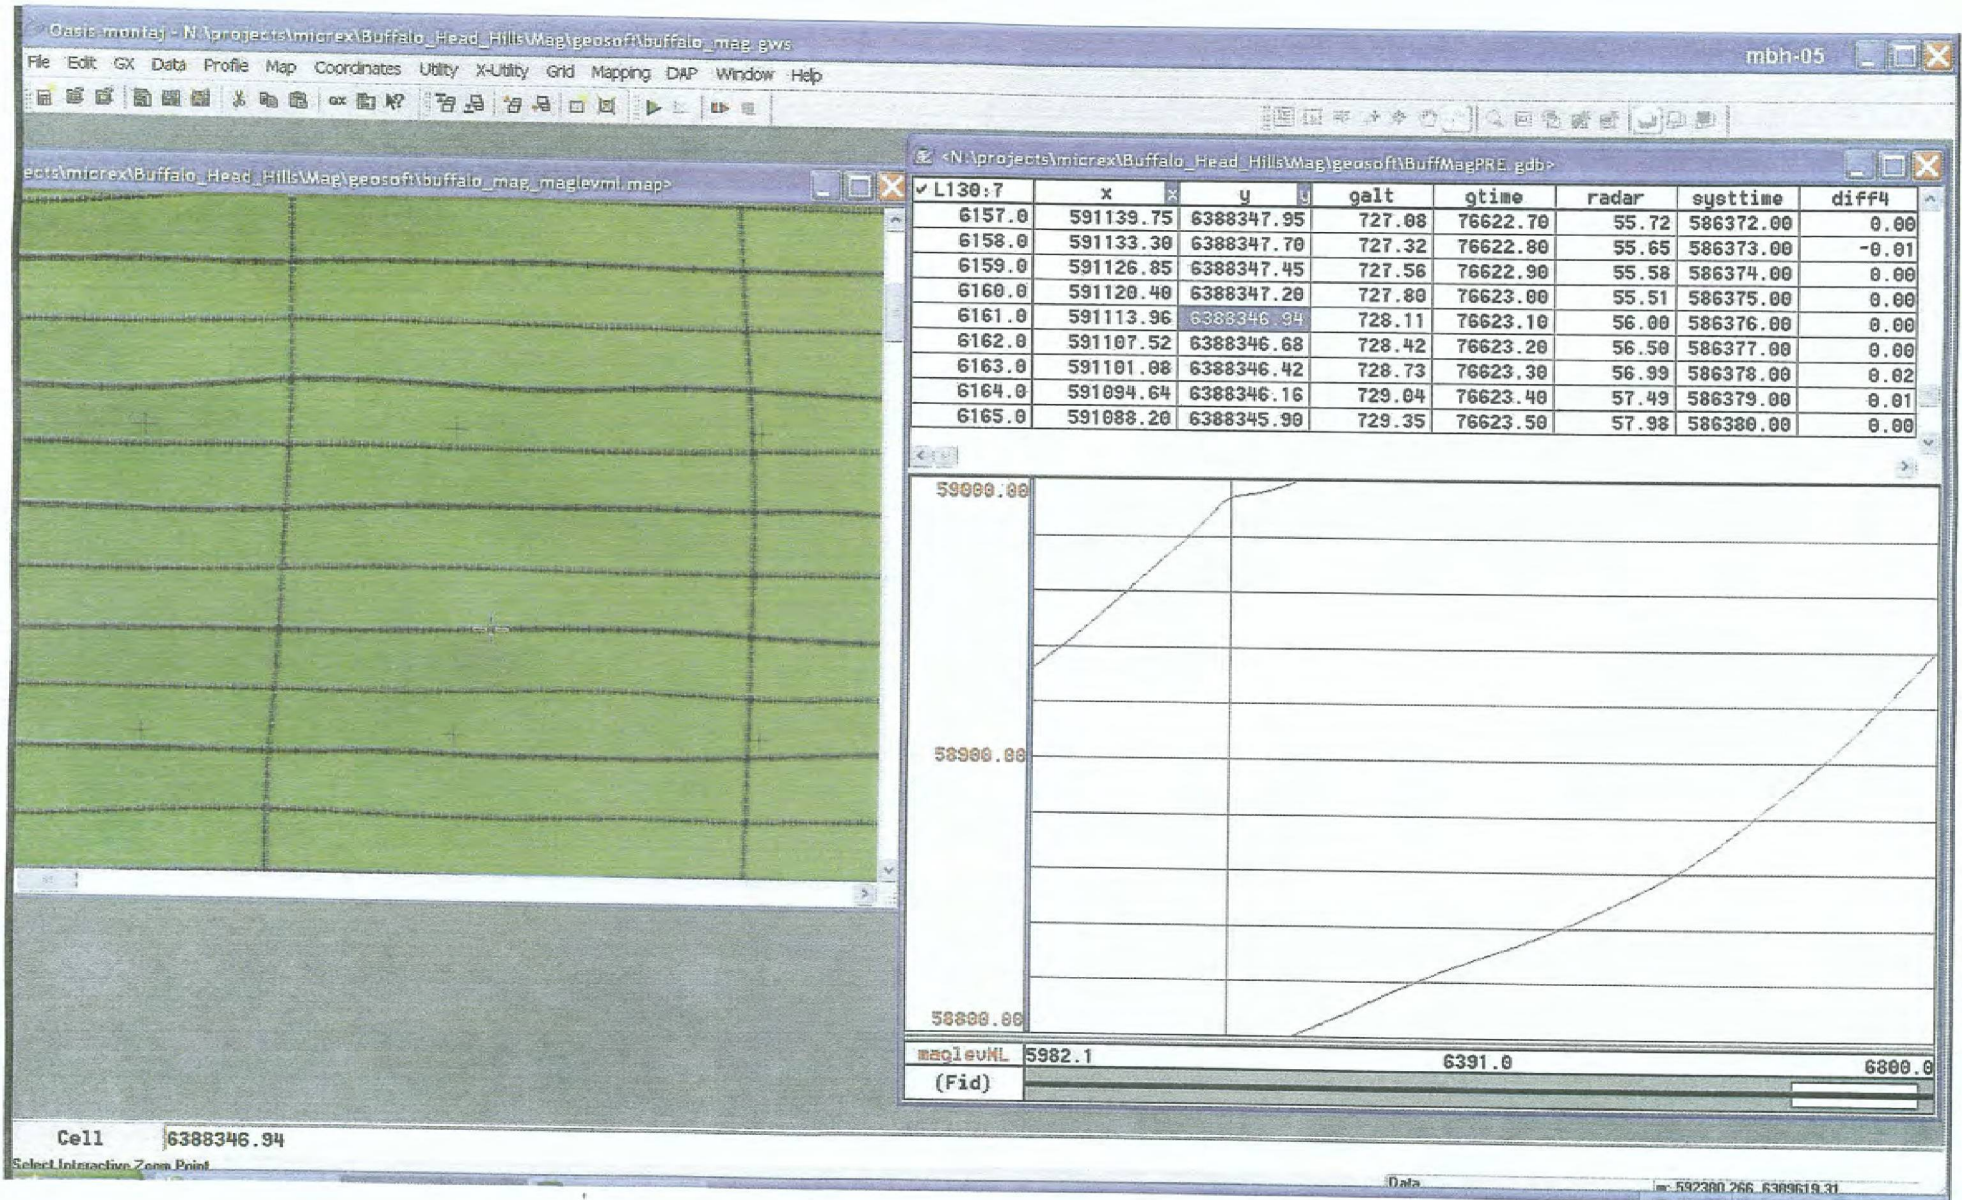 Oasis montaj - N:\projects\micrex\Buffalo_Head_Hills\Mag\geosoft\buffalo_mag.gws
mbh-05
File Edit GX Data Profile Map Coordinates Utility X-Utility Grid Mapping DAP Window Help
ects\micrex\Buffalo_Head_Hills\Mag\geosoft\buffalo_mag_maglevml.map>
<N:\projects\micrex\Buffalo_Head_Hills\Mag\geosoft\BuffMagPRE.gdb>
L130:7 x y galt gtime radar systtime diff4
6157.0 591139.75 6388347.95 727.08 76622.70 55.72 586372.00 0.00
6158.0 591133.30 6388347.70 727.32 76622.80 55.65 586373.00 -0.01
6159.0 591126.85 6388347.45 727.56 76622.90 55.58 586374.00 0.00
6160.0 591120.40 6388347.20 727.80 76623.00 55.51 586375.00 0.00
6161.0 591113.96 6388346.94 728.11 76623.10 56.00 586376.00 0.00
6162.0 591107.52 6388346.68 728.42 76623.20 56.50 586377.00 0.00
6163.0 591101.08 6388346.42 728.73 76623.30 56.99 586378.00 0.02
6164.0 591094.64 6388346.16 729.04 76623.40 57.49 586379.00 0.01
6165.0 591088.20 6388345.90 729.35 76623.50 57.98 586380.00 0.00
59000.00
58900.00
58800.00
maglevML 5982.1 6391.0 6800.0
(Fid)
Cell 6388346.94
Select Interactive Zoom Point
Data
m: 592380.266, 6389619.31